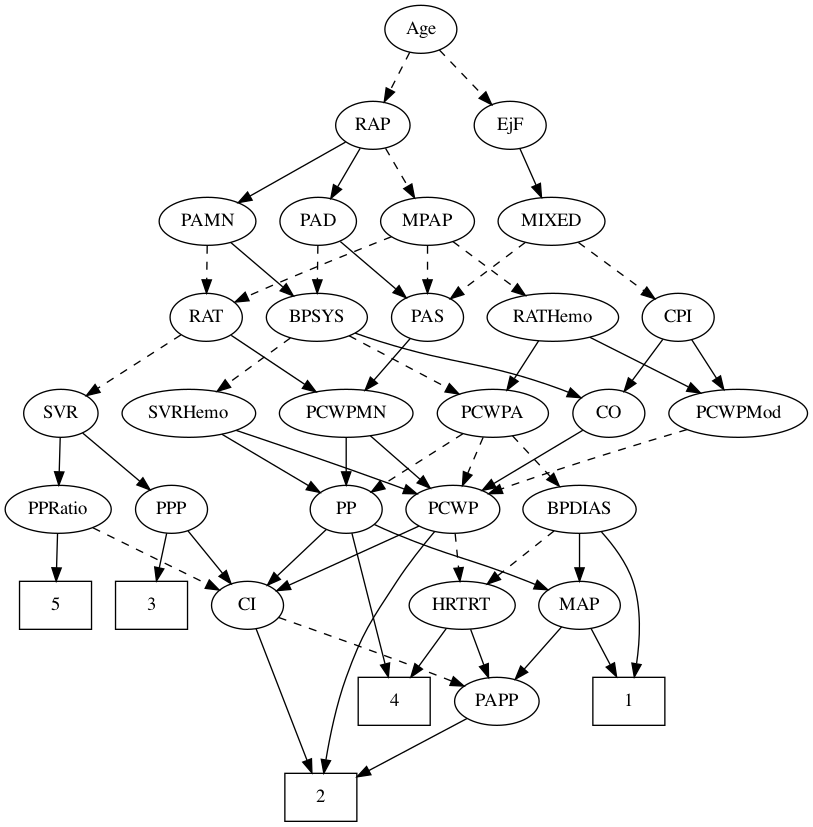 Age
RAP EjF
PAMN PAD MPAP MIXED
RAT BPSYS PAS RATHemo CPI
SVR SVRHemo PCWPMN PCWPA CO PCWPMod
PPRatio PPP PP PCWP BPDIAS
5 3 CI HRTRT MAP
4 PAPP 1
2